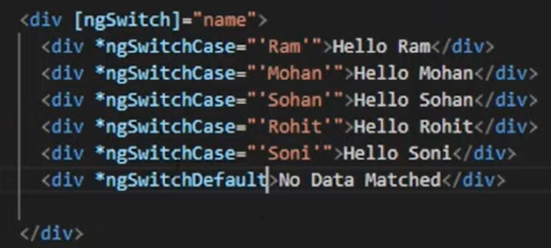 <div [ngSwitch]="name">
<div *ngSwitchCase="'Ram'">Hello Ram</div>
<div *ngSwitchCase="'Mohan'">Hello Mohan</div>
<div *ngSwitchCase="'Sohan'">Hello Sohan</div>
<div *ngSwitchCase="'Rohit'">Hello Rohit</div>
<div *ngSwitchCase="'Soni'">Hello Soni</div>
<div *ngSwitchDefault>No Data Matched</div>
</div>